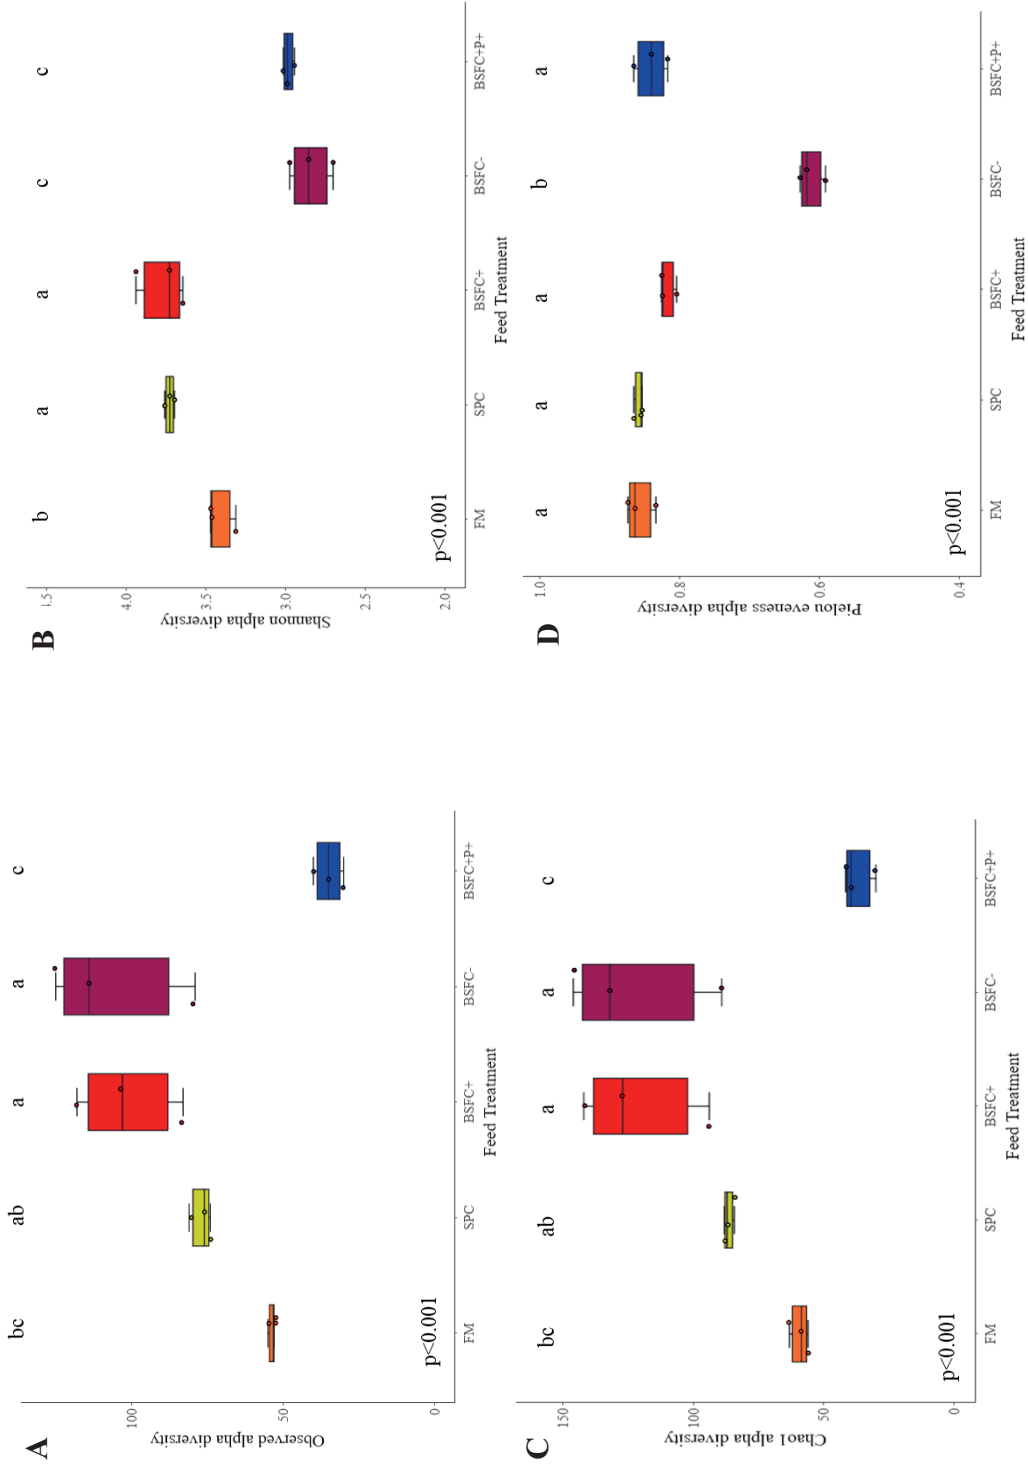 A
bc
ab
a
a
c
100
50
0
Observed alpha diversity
p<0.001
FM
SPC
BSFC+
BSFC-
BSFC+P+
Feed Treatment
B
b
a
a
c
c
4.0
3.5
3.0
2.5
2.0
Shannon alpha diversity
p<0.001
FM
SPC
BSFC+
BSFC-
BSFC+P+
Feed Treatment
C
bc
ab
a
a
c
150
100
50
0
Chao1 alpha diversity
p<0.001
FM
SPC
BSFC+
BSFC-
BSFC+P+
Feed Treatment
D
a
a
a
b
a
1.0
0.8
0.6
0.4
Pielou eveness alpha diversity
p<0.001
FM
SPC
BSFC+
BSFC-
BSFC+P+
Feed Treatment